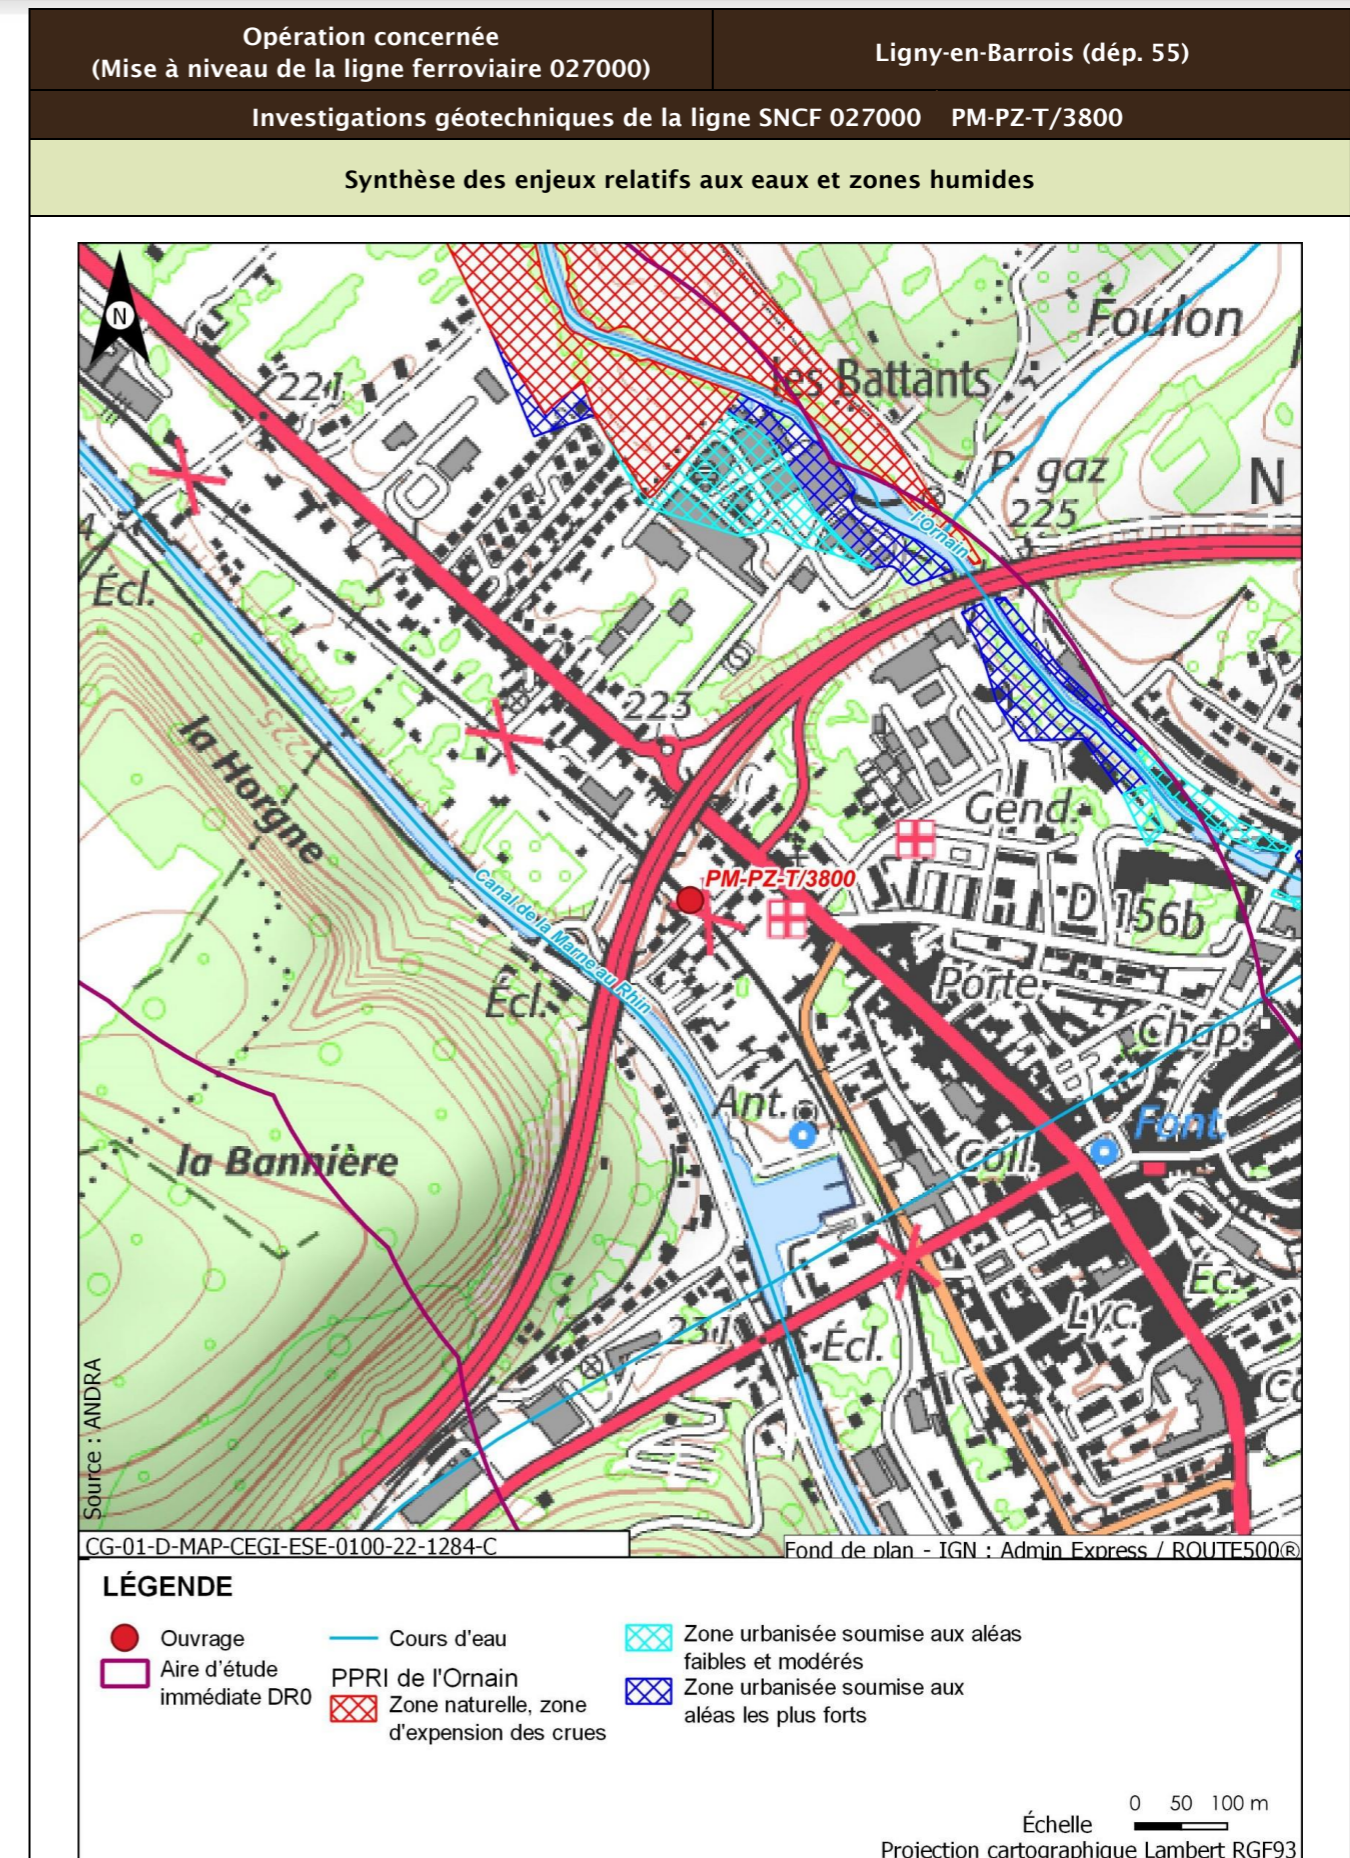 Opération concernée
(Mise à niveau de la ligne ferroviaire 027000)
Ligny-en-Barrois (dép. 55)
Investigations géotechniques de la ligne SNCF 027000 PM-PZ-T/3800
Synthèse des enjeux relatifs aux eaux et zones humides
N
Foulon
221
les Battants
P. gaz
225
N
l'Ornain
4
Écl.
la Horgne
225
223
Gend.
PM-PZ-T/3800
D 156b
Canal de la Marne au Rhin
Écl.
Porte
Chap.
Ant.
Font.
la Bannière
Coll.
Éc.
Lyc.
231
Écl.
Source : ANDRA
CG-01-D-MAP-CEGI-ESE-0100-22-1284-C
Fond de plan - IGN : Admin Express / ROUTE500®
LÉGENDE
Ouvrage
Aire d'étude
immédiate DR0
Cours d'eau
PPRI de l'Ornain
Zone naturelle, zone
d'expension des crues
Zone urbanisée soumise aux aléas
faibles et modérés
Zone urbanisée soumise aux
aléas les plus forts
0 50 100 m
Échelle
Projection cartographique Lambert RGF93